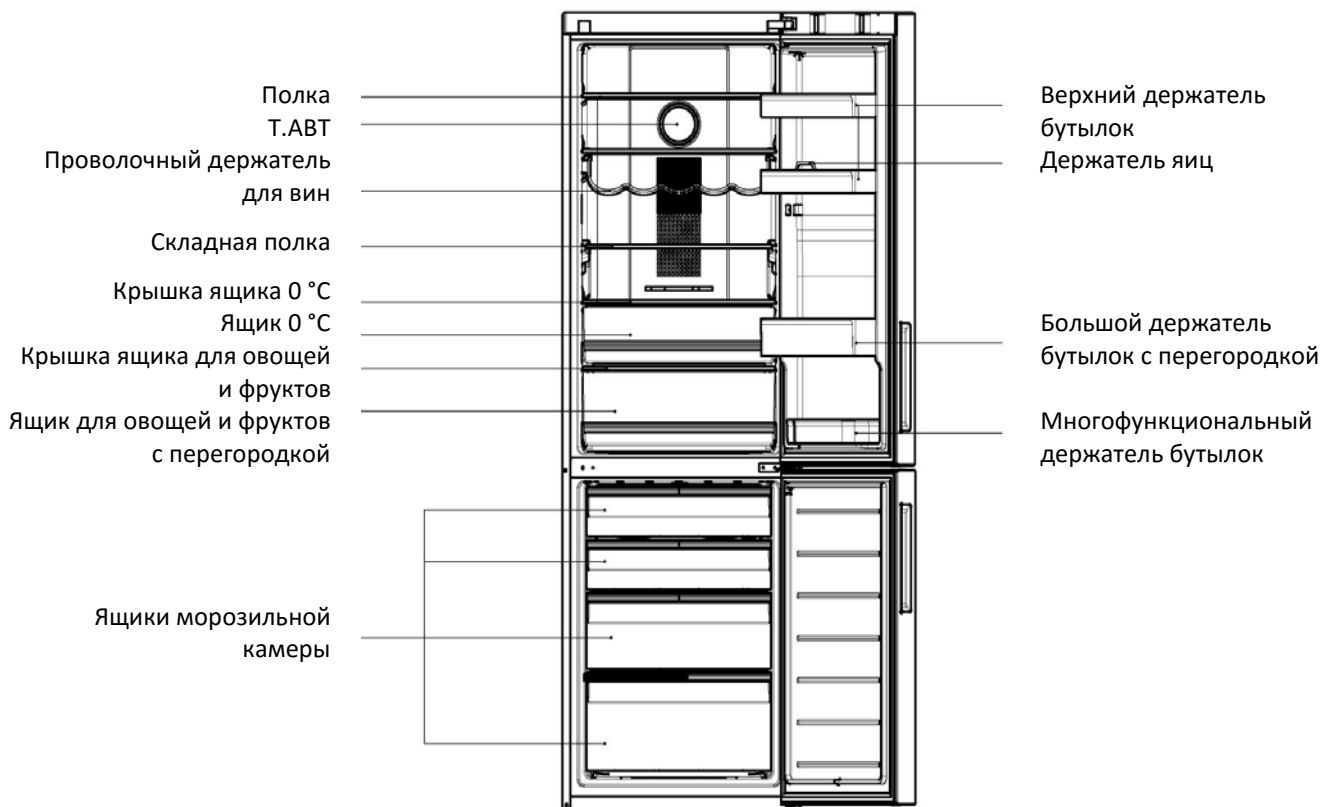 Полка
Т.АВТ
Проволочный держатель
для вин
Складная полка
Крышка ящика 0 °C
Ящик 0 °C
Крышка ящика для овощей
и фруктов
Ящик для овощей и фруктов
с перегородкой
Ящики морозильной
камеры
Верхний держатель
бутылок
Держатель яиц
Большой держатель
бутылок с перегородкой
Многофункциональный
держатель бутылок